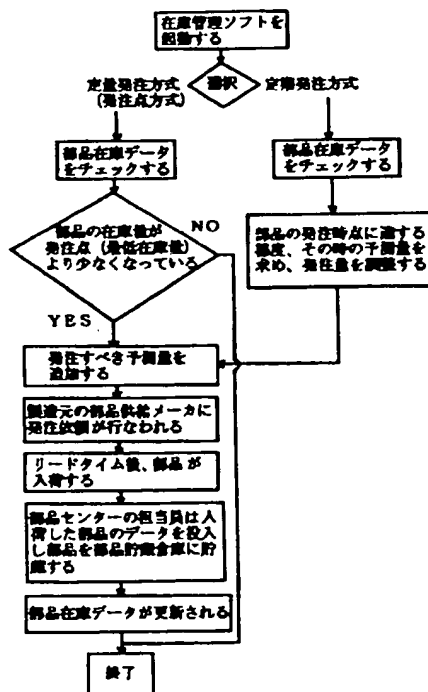 在庫管理ソフトを
起動する
選択
定量発注方式
(発注点方式)
定期発注方式
部品在庫データ
をチェックする
部品在庫データ
をチェックする
部品の在庫量が
発注点(最低在庫量)
より少なくなっている
NO
YES
部品の発注時点に達する
都度、その時の予測量を
求め、発注量を調整する
発注すべき予測量を
追加する
製造元の部品供給メーカに
発注依頼が行なわれる
リードタイム後、部品が
入荷する
部品センターの担当員は入
荷した部品のデータを投入
し部品を部品貯蔵倉庫に貯
蔵する
部品在庫データが更新される
終了